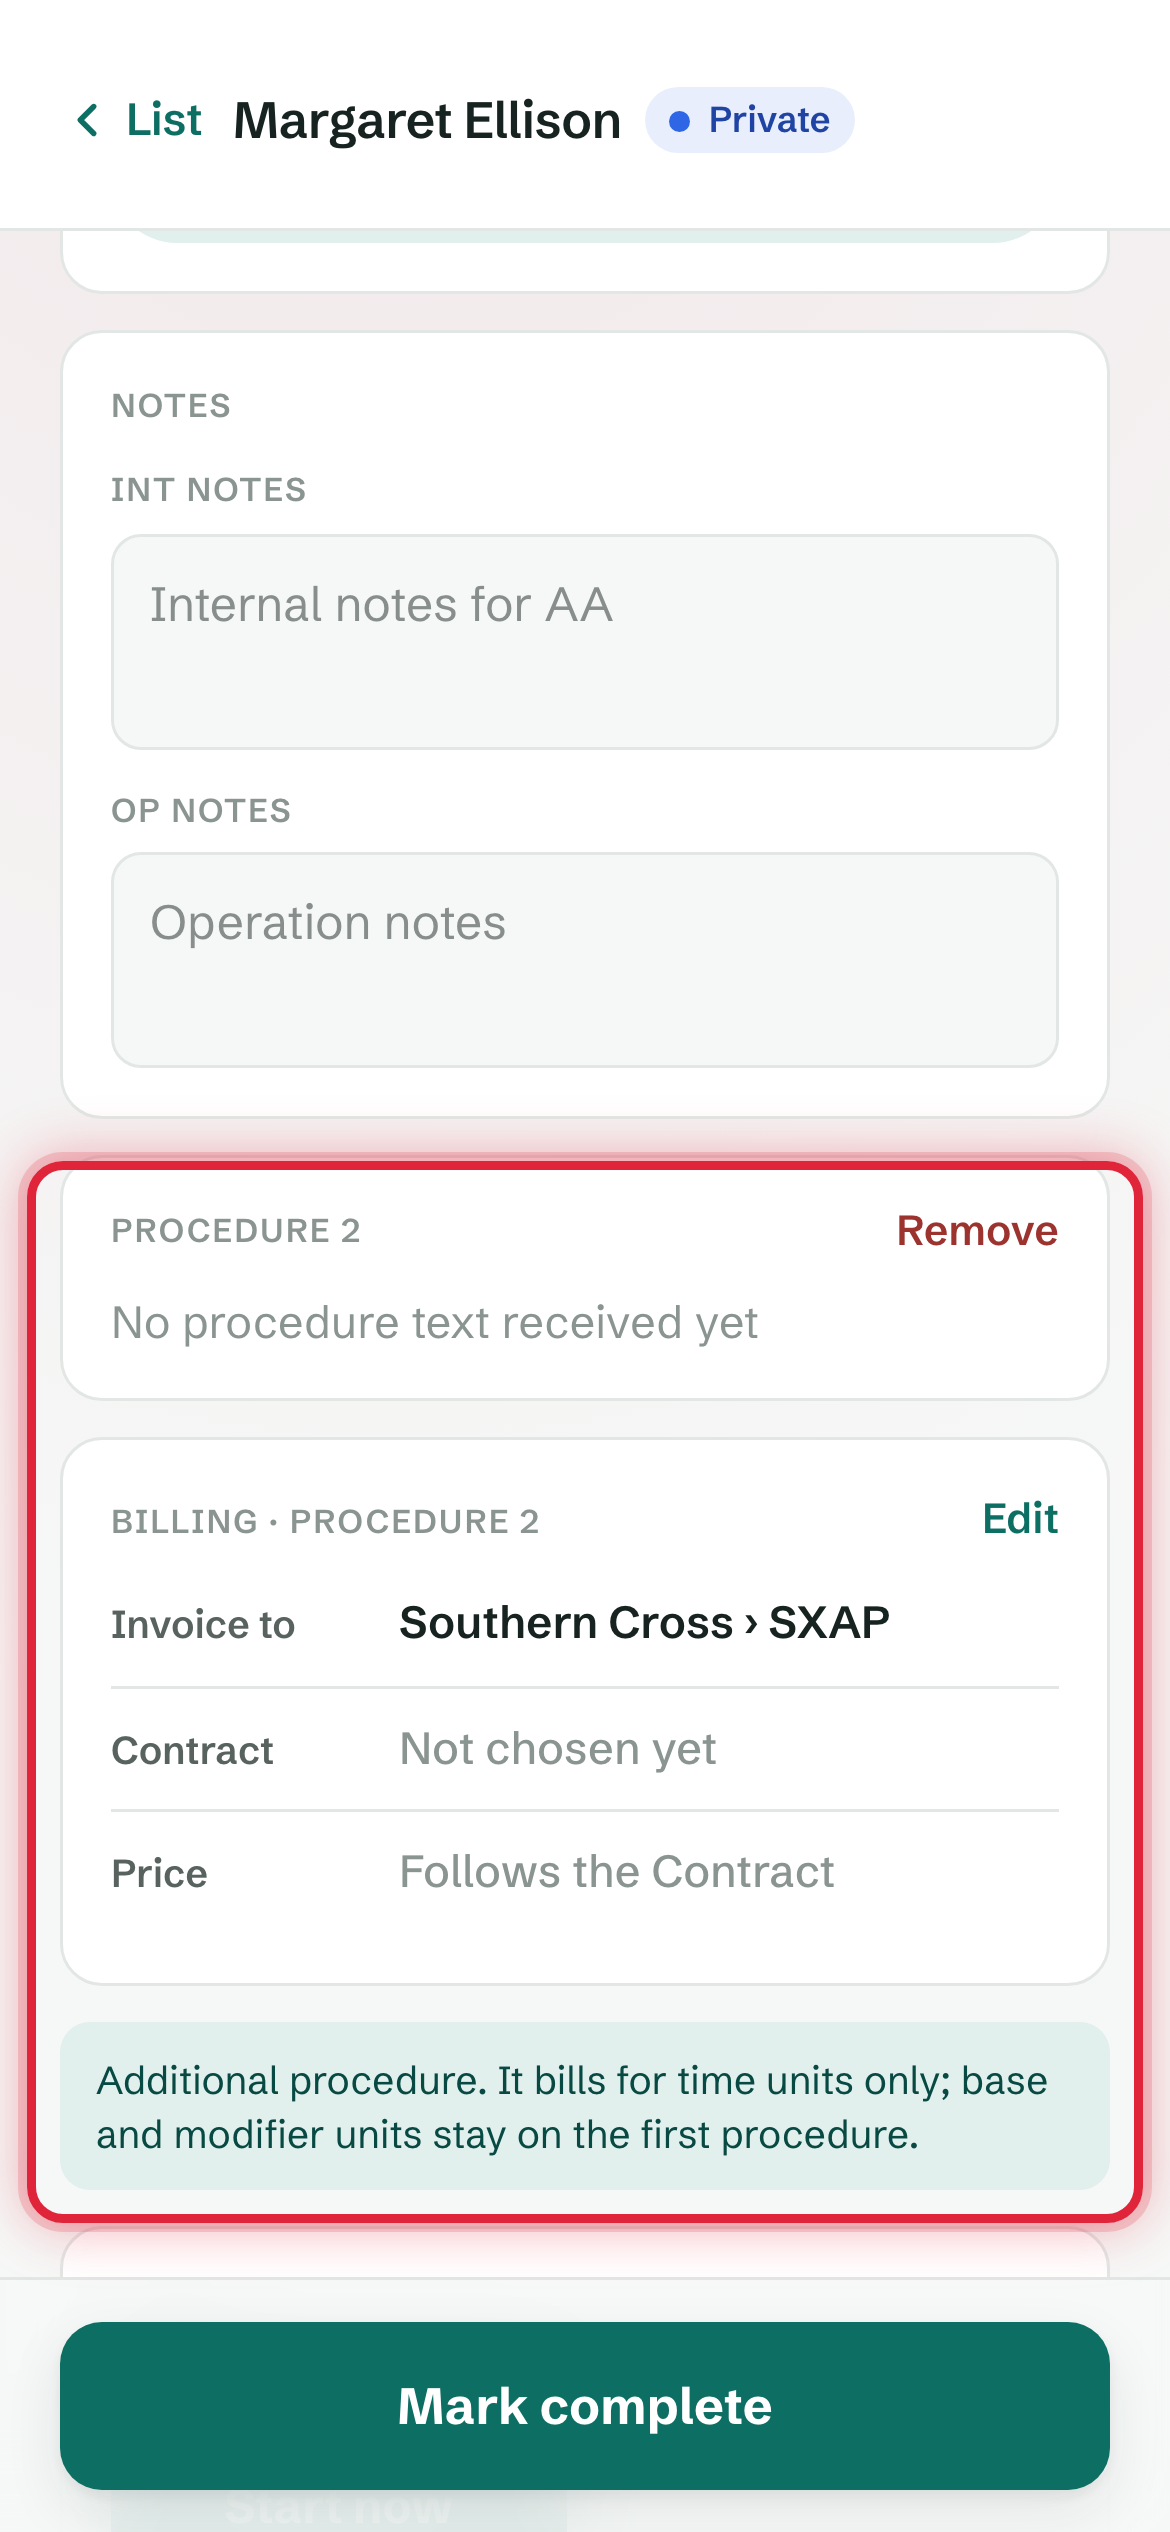 List Margaret Ellison Private
NOTES
INT NOTES
Internal notes for AA
OP NOTES
Operation notes
PROCEDURE 2 Remove
No procedure text received yet
BILLING · PROCEDURE 2 Edit
Invoice to Southern Cross › SXAP
Contract Not chosen yet
Price Follows the Contract
Additional procedure. It bills for time units only; base
and modifier units stay on the first procedure.
Mark complete
Start now